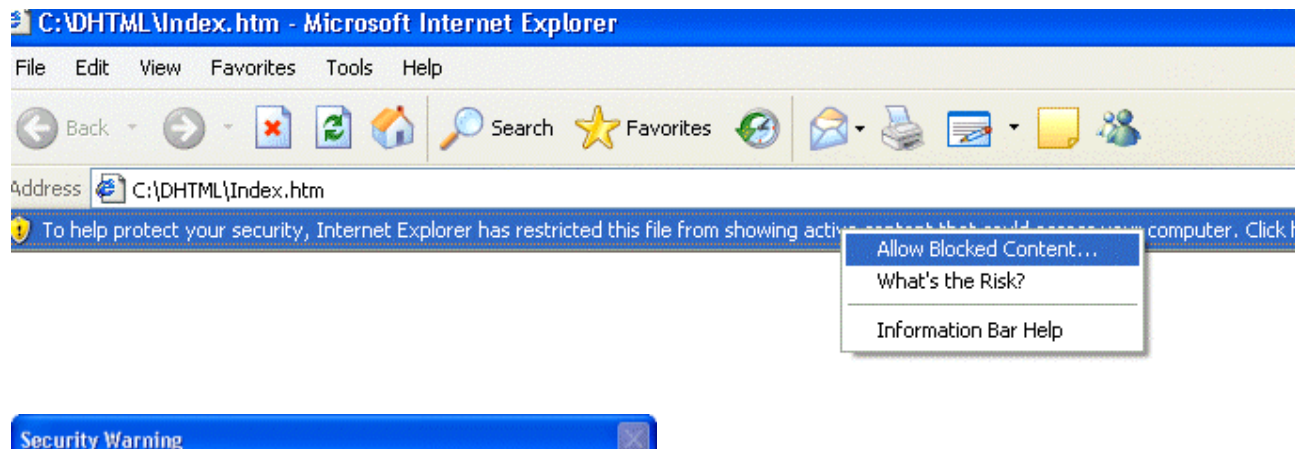 C:\DHTML\Index.htm - Microsoft Internet Explorer
File Edit View Favorites Tools Help
Back Search Favorites
Address C:\DHTML\Index.htm
To help protect your security, Internet Explorer has restricted this file from showing computer. Click
Allow Blocked Content...
What's the Risk?
Information Bar Help
Security Warning